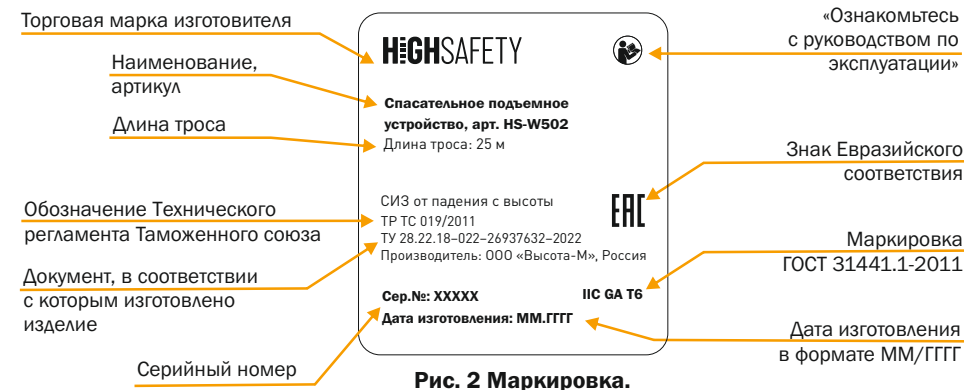 Торговая марка изготовителя
Наименование,
артикул
Длина троса
Обозначение Технического
регламента Таможенного союза
Документ, в соответствии
с которым изготовлено
изделие
Серийный номер
HIGHSAFETY
Спасательное подъемное
устройство, арт. HS-W502
Длина троса: 25 м
СИЗ от падения с высоты
ТР ТС 019/2011
ТУ 28.22.18–022–26937632–2022
Производитель: ООО «Высота-М», Россия
EAC
Сер.№: XXXXX
IIC GA T6
Дата изготовления: ММ.ГГГГ
«Ознакомьтесь
с руководством по
эксплуатации»
Знак Евразийского
соответствия
Маркировка
ГОСТ 31441.1-2011
Дата изготовления
в формате ММ/ГГГГ
Рис. 2 Маркировка.